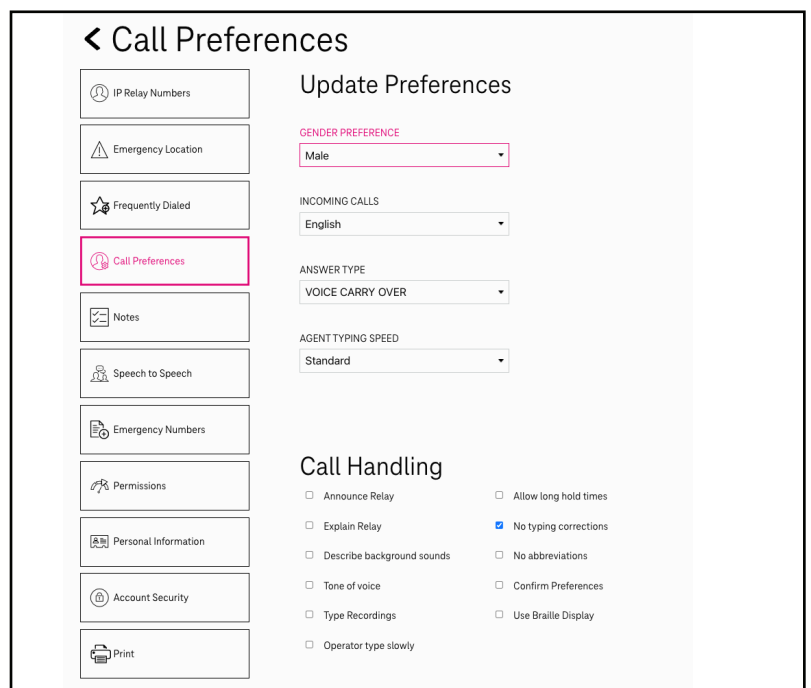 Call Preferences
IP Relay Numbers
Emergency Location
Frequently Dialed
Call Preferences
Notes
Speech to Speech
Emergency Numbers
Permissions
Personal Information
Account Security
Print
Update Preferences
GENDER PREFERENCE
Male
INCOMING CALLS
English
ANSWER TYPE
VOICE CARRY OVER
AGENT TYPING SPEED
Standard
Call Handling
Announce Relay
Explain Relay
Describe background sounds
Tone of voice
Type Recordings
Operator type slowly
Allow long hold times
No typing corrections
No abbreviations
Confirm Preferences
Use Braille Display